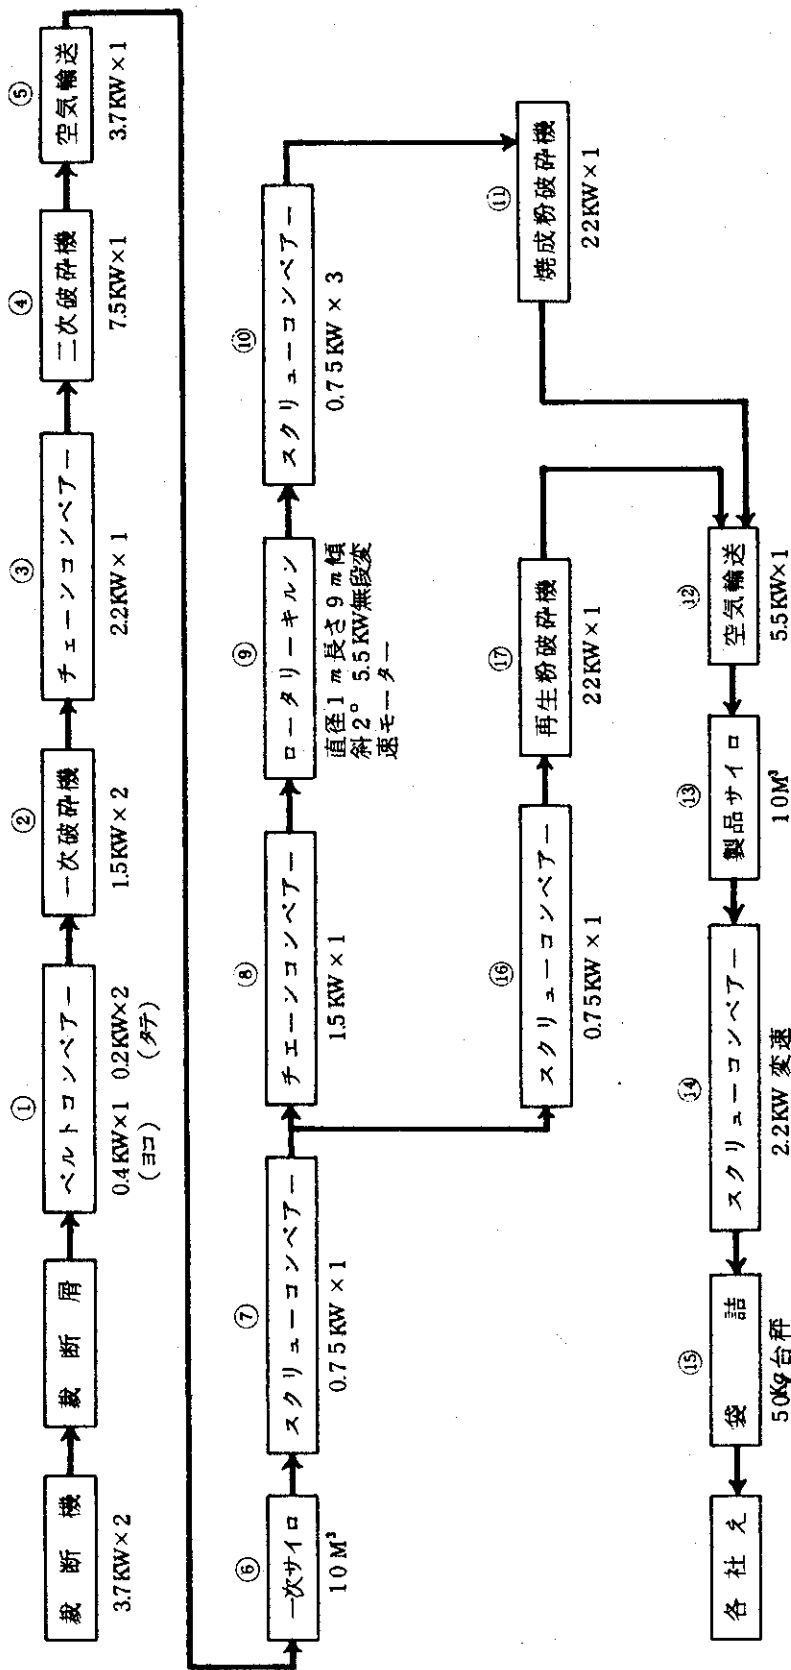 裁断機
3.7KW×2
裁断屑
①
ベルトコンベアー
0.4KW×1 0.2KW×2
(ヨコ) (タテ)
②
一次破砕機
1.5KW×2
③
チェーンコンベアー
2.2KW×1
④
二次破砕機
7.5KW×1
⑤
空気輸送
3.7KW×1
⑥
一次サイロ
10M³
⑦
スクリューコンベアー
0.75KW×1
⑧
チエーンコンベアー
1.5KW×1
⑨
ロータリーキルン
直径1m長さ9m傾
斜2° 5.5KW無段変
速モーター
⑩
スクリューコンベアー
0.75KW×3
⑪
焼成粉破砕機
22KW×1
⑯
スクリューコンベアー
0.75KW×1
⑰
再生粉破砕機
22KW×1
⑫
空気輸送
5.5KW×1
⑬
製品サイロ
10M³
⑭
スクリューコンベアー
2.2KW変速
⑮
袋詰
50Kg台秤
各社え